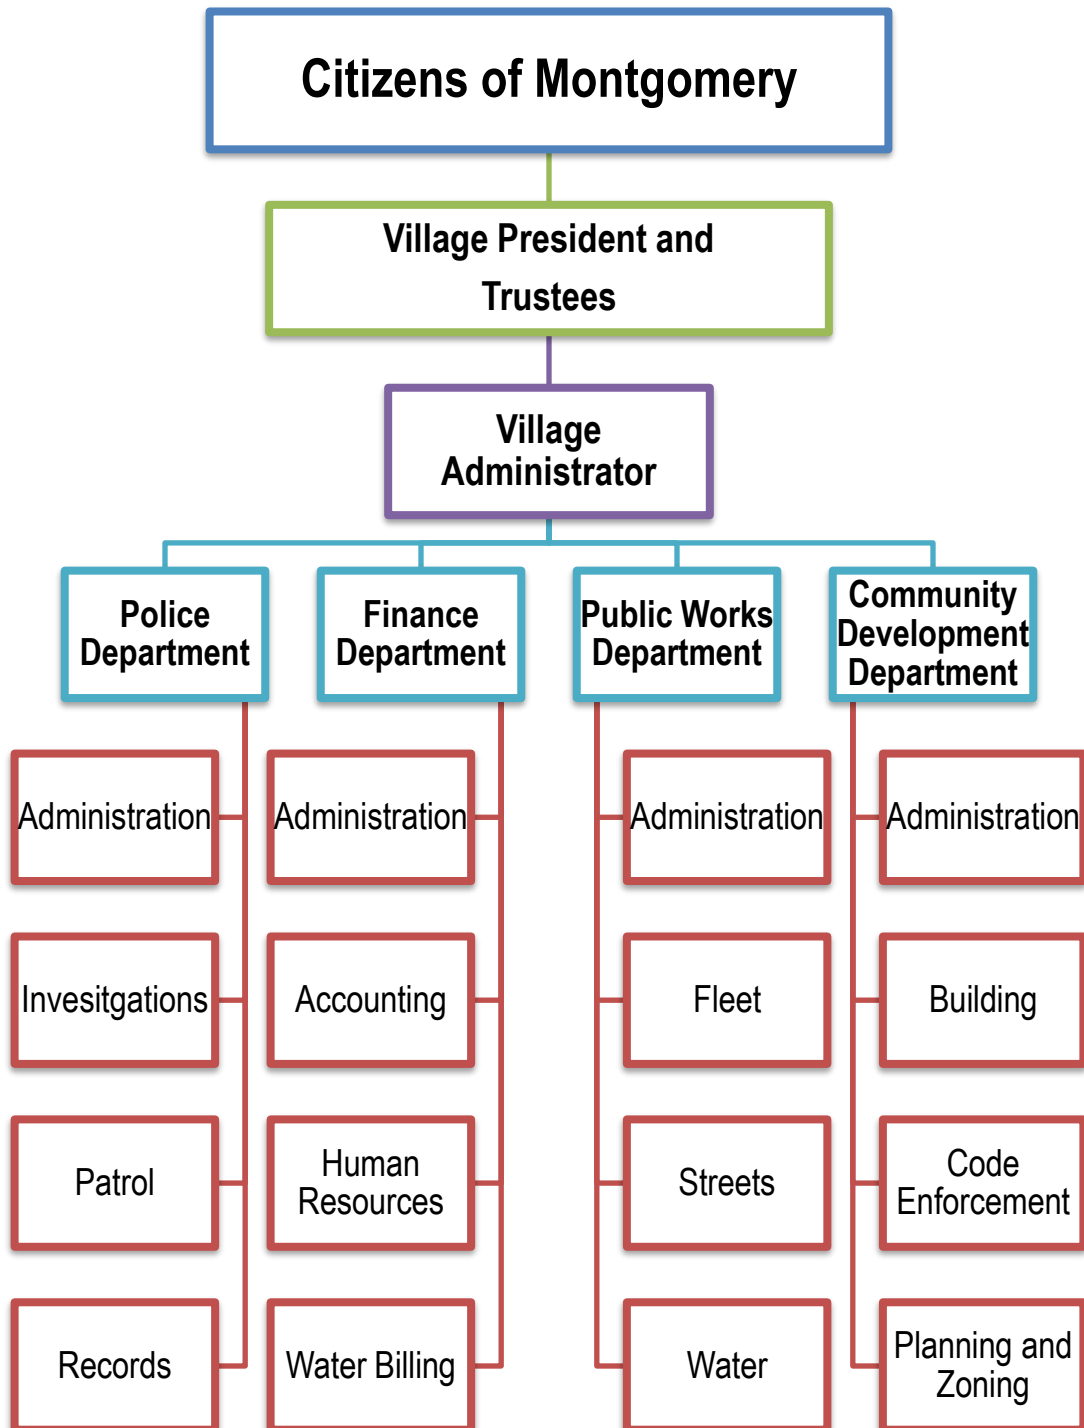 Citizens of Montgomery
Village President and
Trustees
Village
Administrator
Police
Department
Finance
Department
Public Works
Department
Community
Development
Department
Administration
Administration
Administration
Administration
Invesitgations
Accounting
Fleet
Building
Patrol
Human
Resources
Streets
Code
Enforcement
Records
Water Billing
Water
Planning and
Zoning